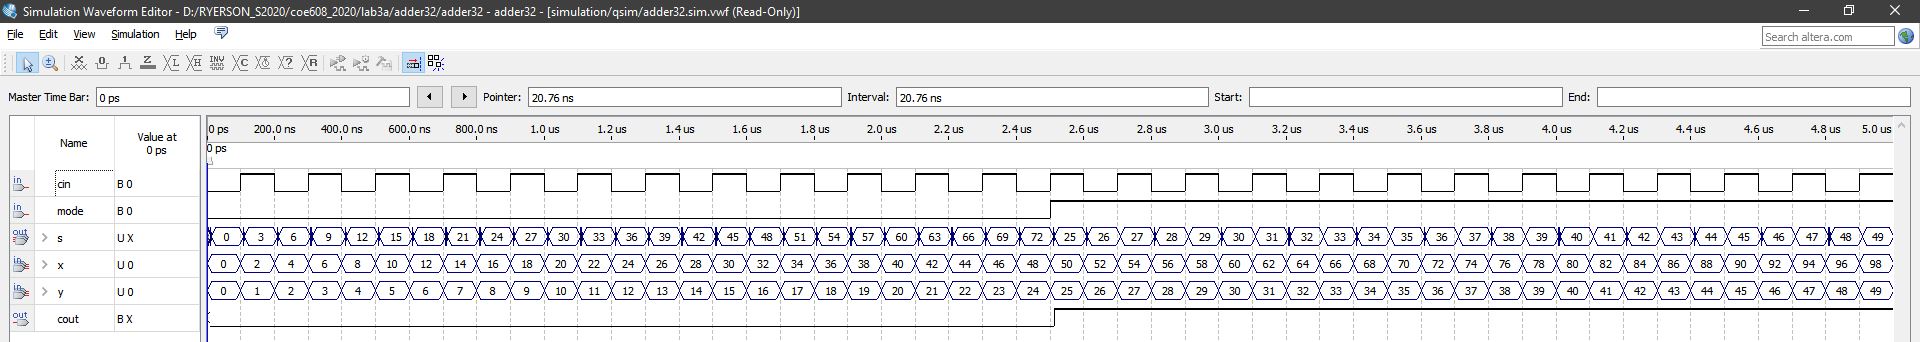 Simulation Waveform Editor - D:/RYERSON_S2020/coe608_2020/lab3a/adder32/adder32 - adder32 - [simulation/qsim/adder32.sim.vwf (Read-Only)]
File Edit View Simulation Help
Search altera.com
Master Time Bar: 0 ps Pointer: 20.76 ns Interval: 20.76 ns Start: End:
Name Value at 0 ps
0 ps 200.0 ns 400.0 ns 600.0 ns 800.0 ns 1.0 us 1.2 us 1.4 us 1.6 us 1.8 us 2.0 us 2.2 us 2.4 us 2.6 us 2.8 us 3.0 us 3.2 us 3.4 us 3.6 us 3.8 us 4.0 us 4.2 us 4.4 us 4.6 us 4.8 us 5.0 us
0 ps
in cin B 0
in mode B 0
out s U X 0 3 6 9 12 15 18 21 24 27 30 33 36 39 42 45 48 51 54 57 60 63 66 69 72 25 26 27 28 29 30 31 32 33 34 35 36 37 38 39 40 41 42 43 44 45 46 47 48 49
in x U 0 0 2 4 6 8 10 12 14 16 18 20 22 24 26 28 30 32 34 36 38 40 42 44 46 48 50 52 54 56 58 60 62 64 66 68 70 72 74 76 78 80 82 84 86 88 90 92 94 96 98
in y U 0 0 1 2 3 4 5 6 7 8 9 10 11 12 13 14 15 16 17 18 19 20 21 22 23 24 25 26 27 28 29 30 31 32 33 34 35 36 37 38 39 40 41 42 43 44 45 46 47 48 49
out cout B X